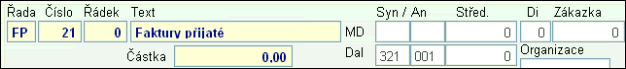 Řada Číslo Řádek Text Syn / An Střed. Di Zákazka
FP 21 0 Faktury přijaté MD 0 0 0
Částka 0.00 Dal 321 001 0 Organizace